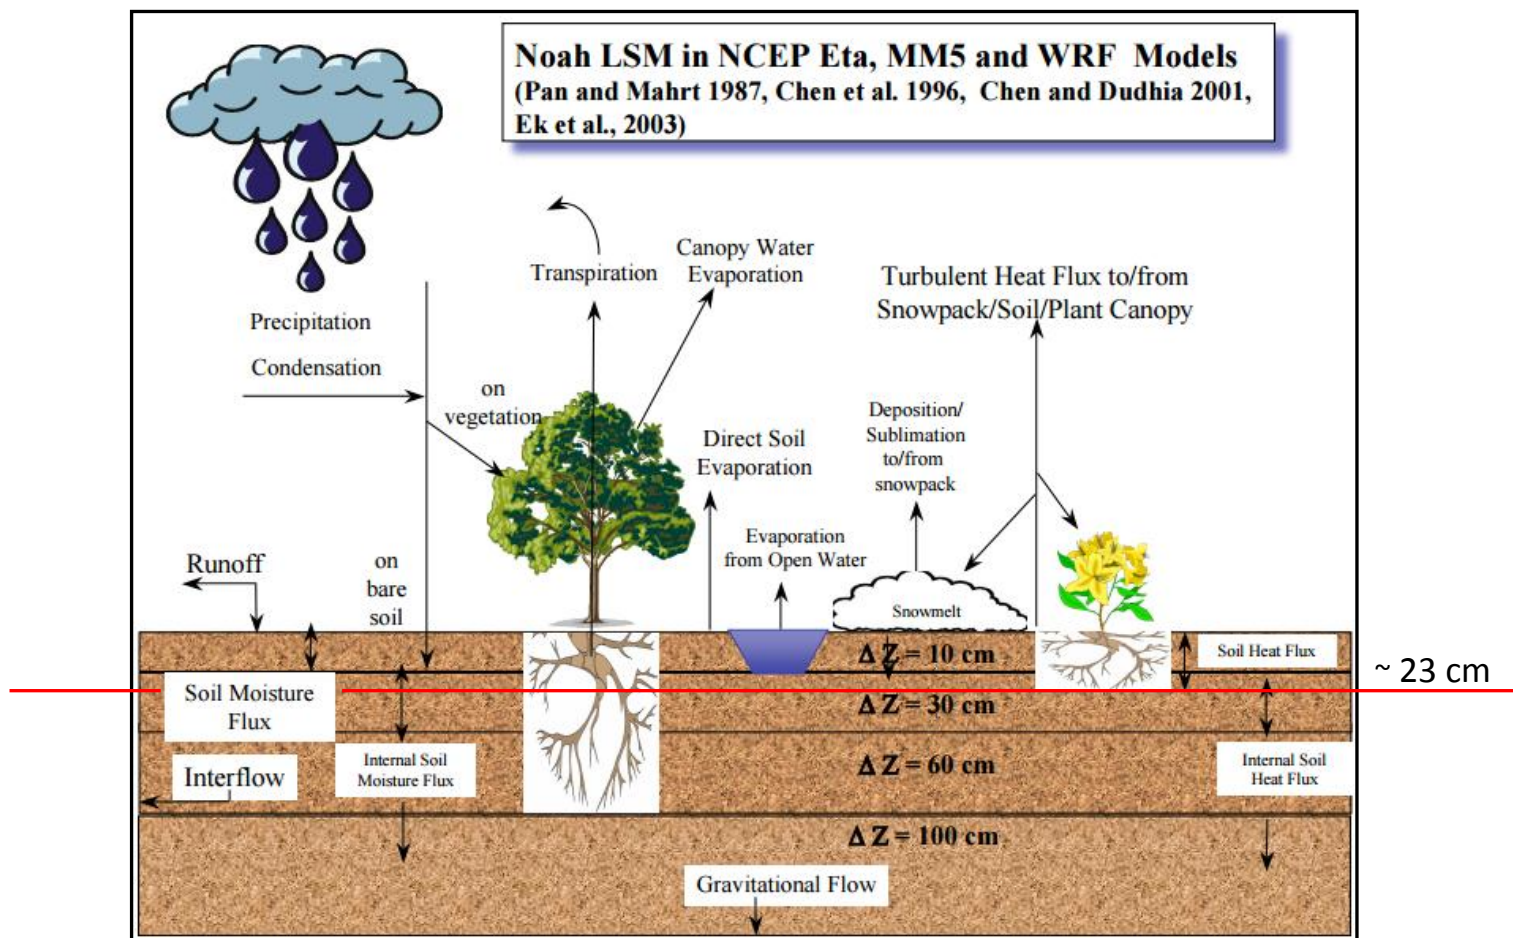 Noah LSM in NCEP Eta, MM5 and WRF Models
(Pan and Mahrt 1987, Chen et al. 1996, Chen and Dudhia 2001,
Ek et al., 2003)
Transpiration
Canopy Water
Evaporation
Turbulent Heat Flux to/from
Snowpack/Soil/Plant Canopy
Precipitation
Condensation
on
vegetation
Deposition/
Sublimation
to/from
snowpack
Direct Soil
Evaporation
Evaporation
from Open Water
Runoff
on
bare
soil
Snowmelt
Δ Z = 10 cm
Soil Heat Flux
~ 23 cm
Soil Moisture
Flux
Δ Z = 30 cm
Internal Soil
Moisture Flux
Interflow
Δ Z = 60 cm
Internal Soil
Heat Flux
Δ Z = 100 cm
Gravitational Flow